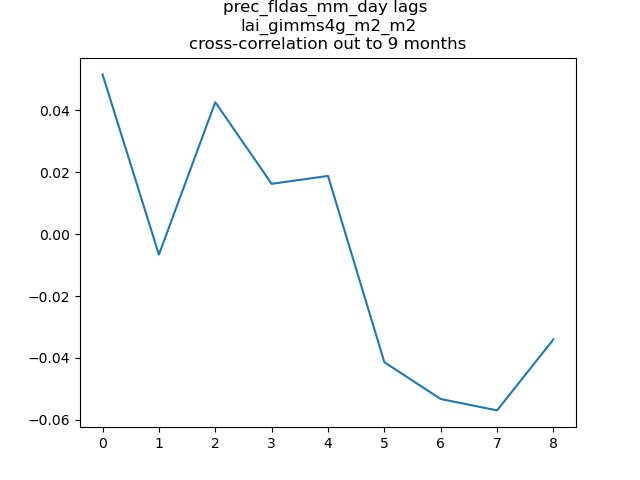 prec_fldas_mm_day lags
lai_gimms4g_m2_m2
cross-correlation out to 9 months
0.04
0.02
0.00
−0.02
−0.04
−0.06
0 1 2 3 4 5 6 7 8